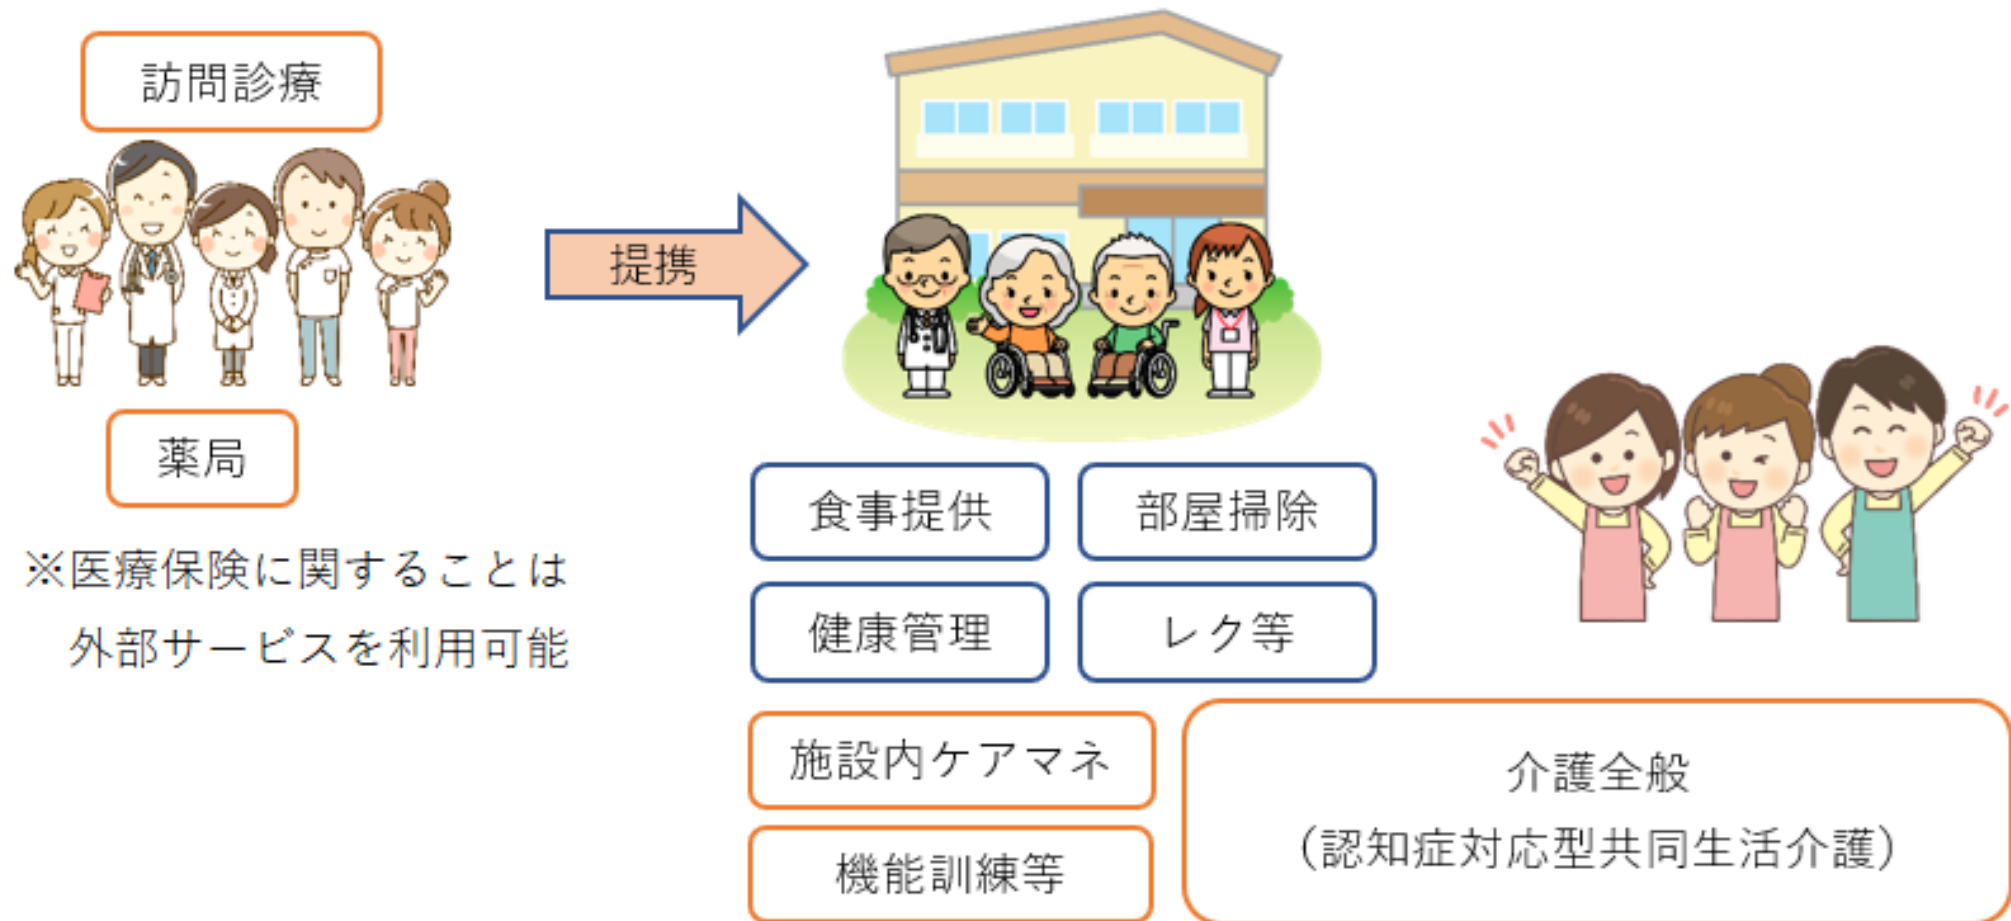 訪問診療
薬局
※医療保険に関することは
外部サービスを利用可能
提携
食事提供
部屋掃除
健康管理
レク等
施設内ケアマネ
機能訓練等
介護全般
（認知症対応型共同生活介護）